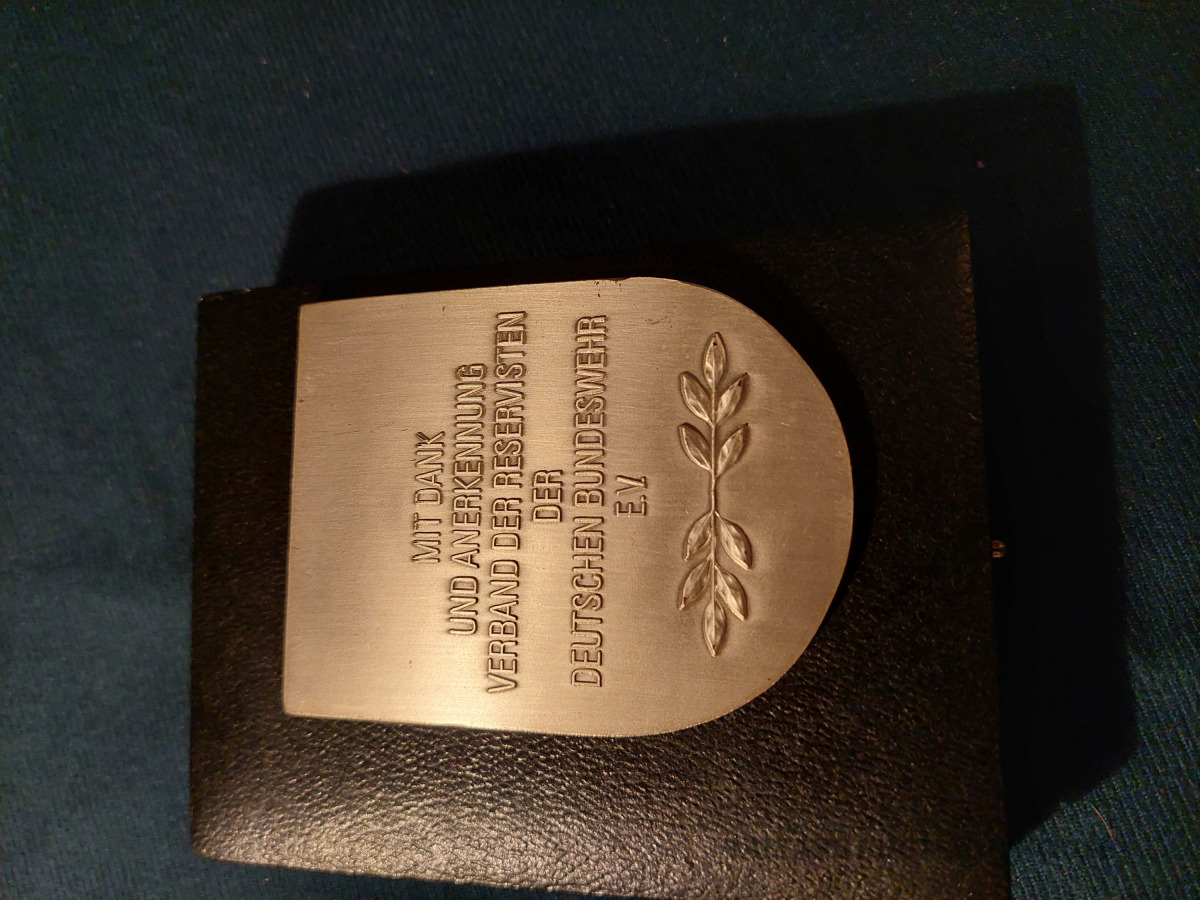 MIT DANK
UND ANERKENNUNG
VERBAND DER RESERVISTEN
DER
DEUTSCHEN BUNDESWEHR
E.V.